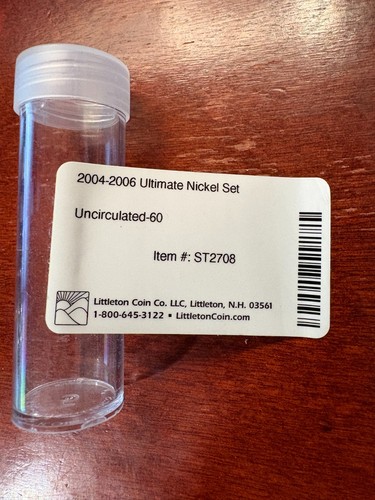 2004-2006 Ultimate Nickel Set
Uncirculated-60
Item #: ST2708
Littleton Coin Co. LLC, Littleton, N.H. 03561
1-800-645-3122 ▪ LittletonCoin.com